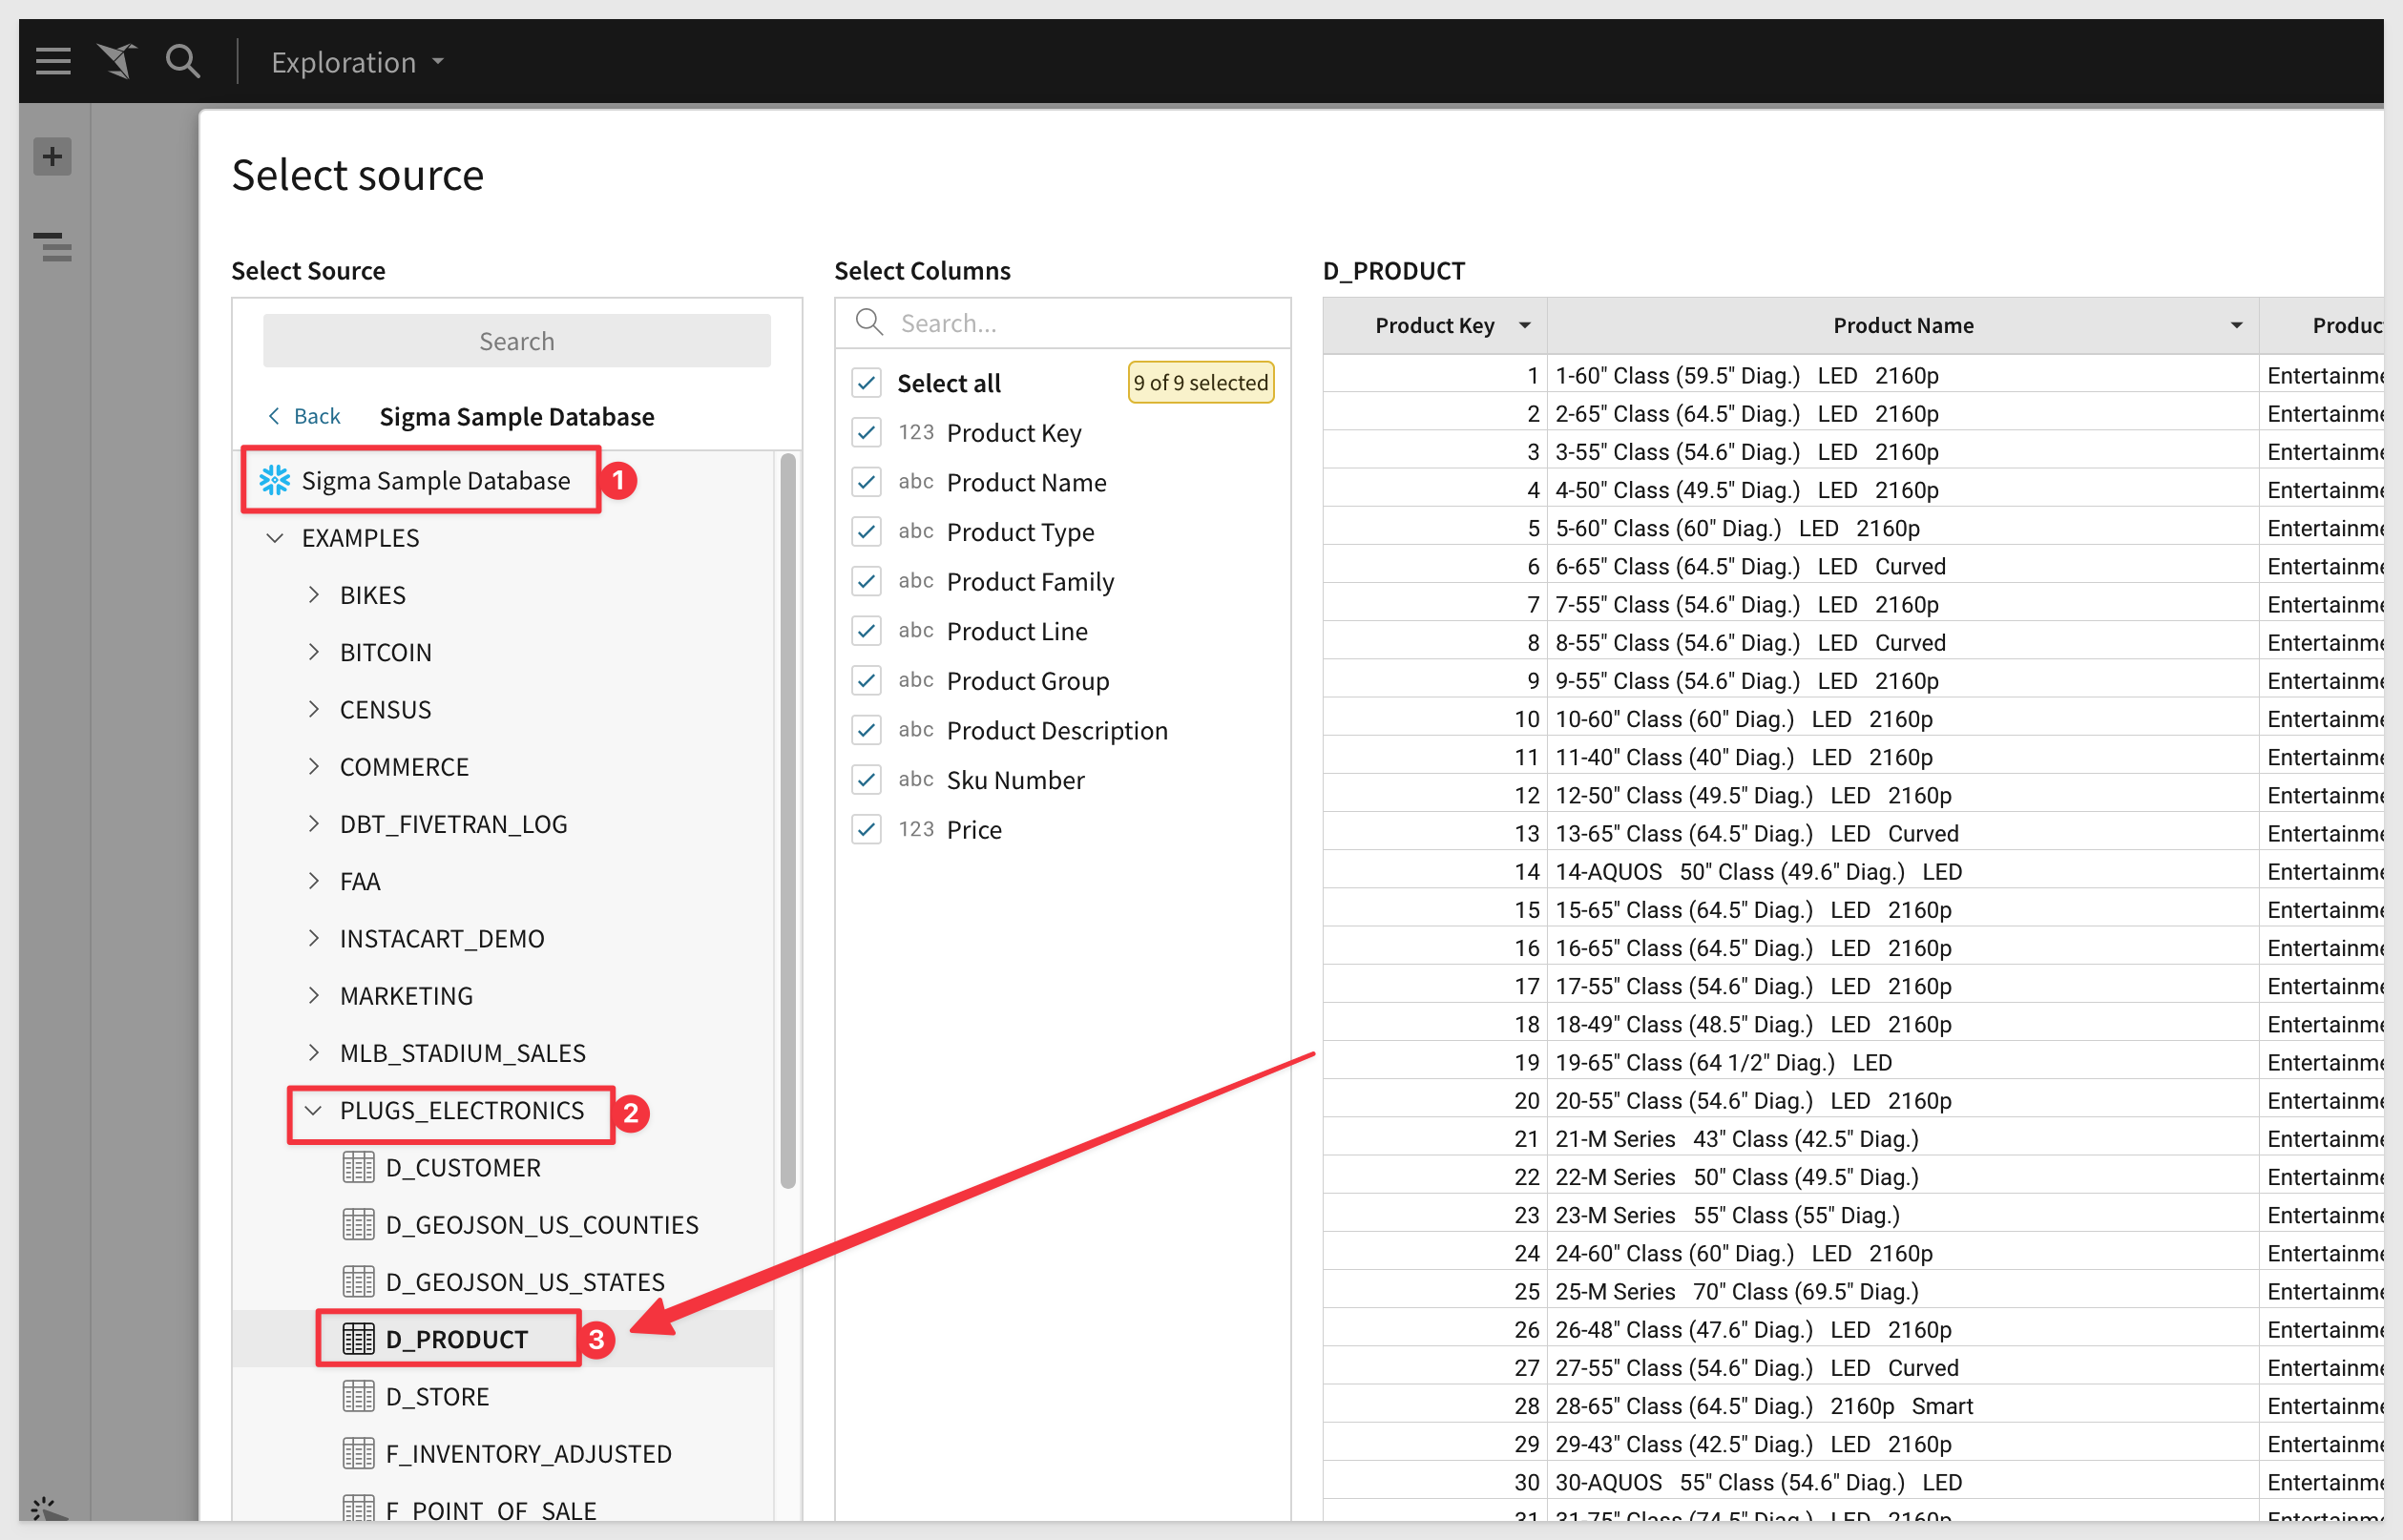 Exploration
Select source
Select Source
Search
Back Sigma Sample Database
Sigma Sample Database 1
EXAMPLES
BIKES
BITCOIN
CENSUS
COMMERCE
DBT_FIVETRAN_LOG
FAA
INSTACART_DEMO
MARKETING
MLB_STADIUM_SALES
PLUGS_ELECTRONICS 2
D_CUSTOMER
D_GEOJSON_US_COUNTIES
D_GEOJSON_US_STATES
D_PRODUCT 3
D_STORE
F_INVENTORY_ADJUSTED
F_POINT_OF_SALE
Select Columns
Search...
Select all 9 of 9 selected
123 Product Key
abc Product Name
abc Product Type
abc Product Family
abc Product Line
abc Product Group
abc Product Description
abc Sku Number
123 Price
D_PRODUCT
Product Key Product Name Produc
1 1-60" Class (59.5" Diag.) LED 2160p Entertainme
2 2-65" Class (64.5" Diag.) LED 2160p Entertainme
3 3-55" Class (54.6" Diag.) LED 2160p Entertainme
4 4-50" Class (49.5" Diag.) LED 2160p Entertainme
5 5-60" Class (60" Diag.) LED 2160p Entertainme
6 6-65" Class (64.5" Diag.) LED Curved Entertainme
7 7-55" Class (54.6" Diag.) LED 2160p Entertainme
8 8-55" Class (54.6" Diag.) LED Curved Entertainme
9 9-55" Class (54.6" Diag.) LED 2160p Entertainme
10 10-60" Class (60" Diag.) LED 2160p Entertainme
11 11-40" Class (40" Diag.) LED 2160p Entertainme
12 12-50" Class (49.5" Diag.) LED 2160p Entertainme
13 13-65" Class (64.5" Diag.) LED Curved Entertainme
14 14-AQUOS 50" Class (49.6" Diag.) LED Entertainme
15 15-65" Class (64.5" Diag.) LED 2160p Entertainme
16 16-65" Class (64.5" Diag.) LED 2160p Entertainme
17 17-55" Class (54.6" Diag.) LED 2160p Entertainme
18 18-49" Class (48.5" Diag.) LED 2160p Entertainme
19 19-65" Class (64 1/2" Diag.) LED Entertainme
20 20-55" Class (54.6" Diag.) LED 2160p Entertainme
21 21-M Series 43" Class (42.5" Diag.) Entertainme
22 22-M Series 50" Class (49.5" Diag.) Entertainme
23 23-M Series 55" Class (55" Diag.) Entertainme
24 24-60" Class (60" Diag.) LED 2160p Entertainme
25 25-M Series 70" Class (69.5" Diag.) Entertainme
26 26-48" Class (47.6" Diag.) LED 2160p Entertainme
27 27-55" Class (54.6" Diag.) LED Curved Entertainme
28 28-65" Class (64.5" Diag.) 2160p Smart Entertainme
29 29-43" Class (42.5" Diag.) LED 2160p Entertainme
30 30-AQUOS 55" Class (54.6" Diag.) LED Entertainme
31 31-75" Class (74.5" Diag.) LED 2160p Entertainme